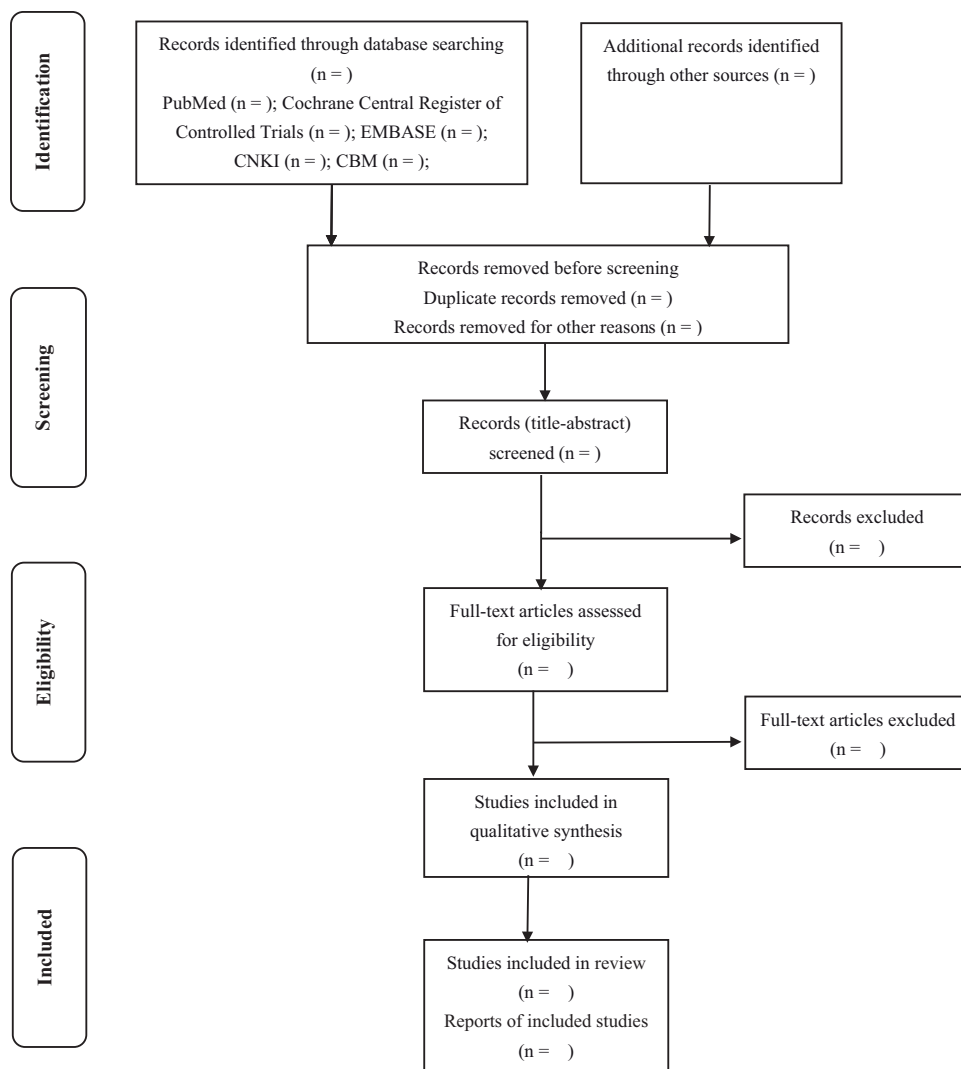 Identification
Records identified through database searching
(n = )
PubMed (n = ); Cochrane Central Register of
Controlled Trials (n = ); EMBASE (n = );
CNKI (n = ); CBM (n = );
Additional records identified
through other sources (n = )
Records removed before screening
Duplicate records removed (n = )
Records removed for other reasons (n = )
Screening
Records (title-abstract)
screened (n = )
Records excluded
(n = )
Eligibility
Full-text articles assessed
for eligibility
(n = )
Full-text articles excluded
(n = )
Studies included in
qualitative synthesis
(n = )
Included
Studies included in review
(n = )
Reports of included studies
(n = )